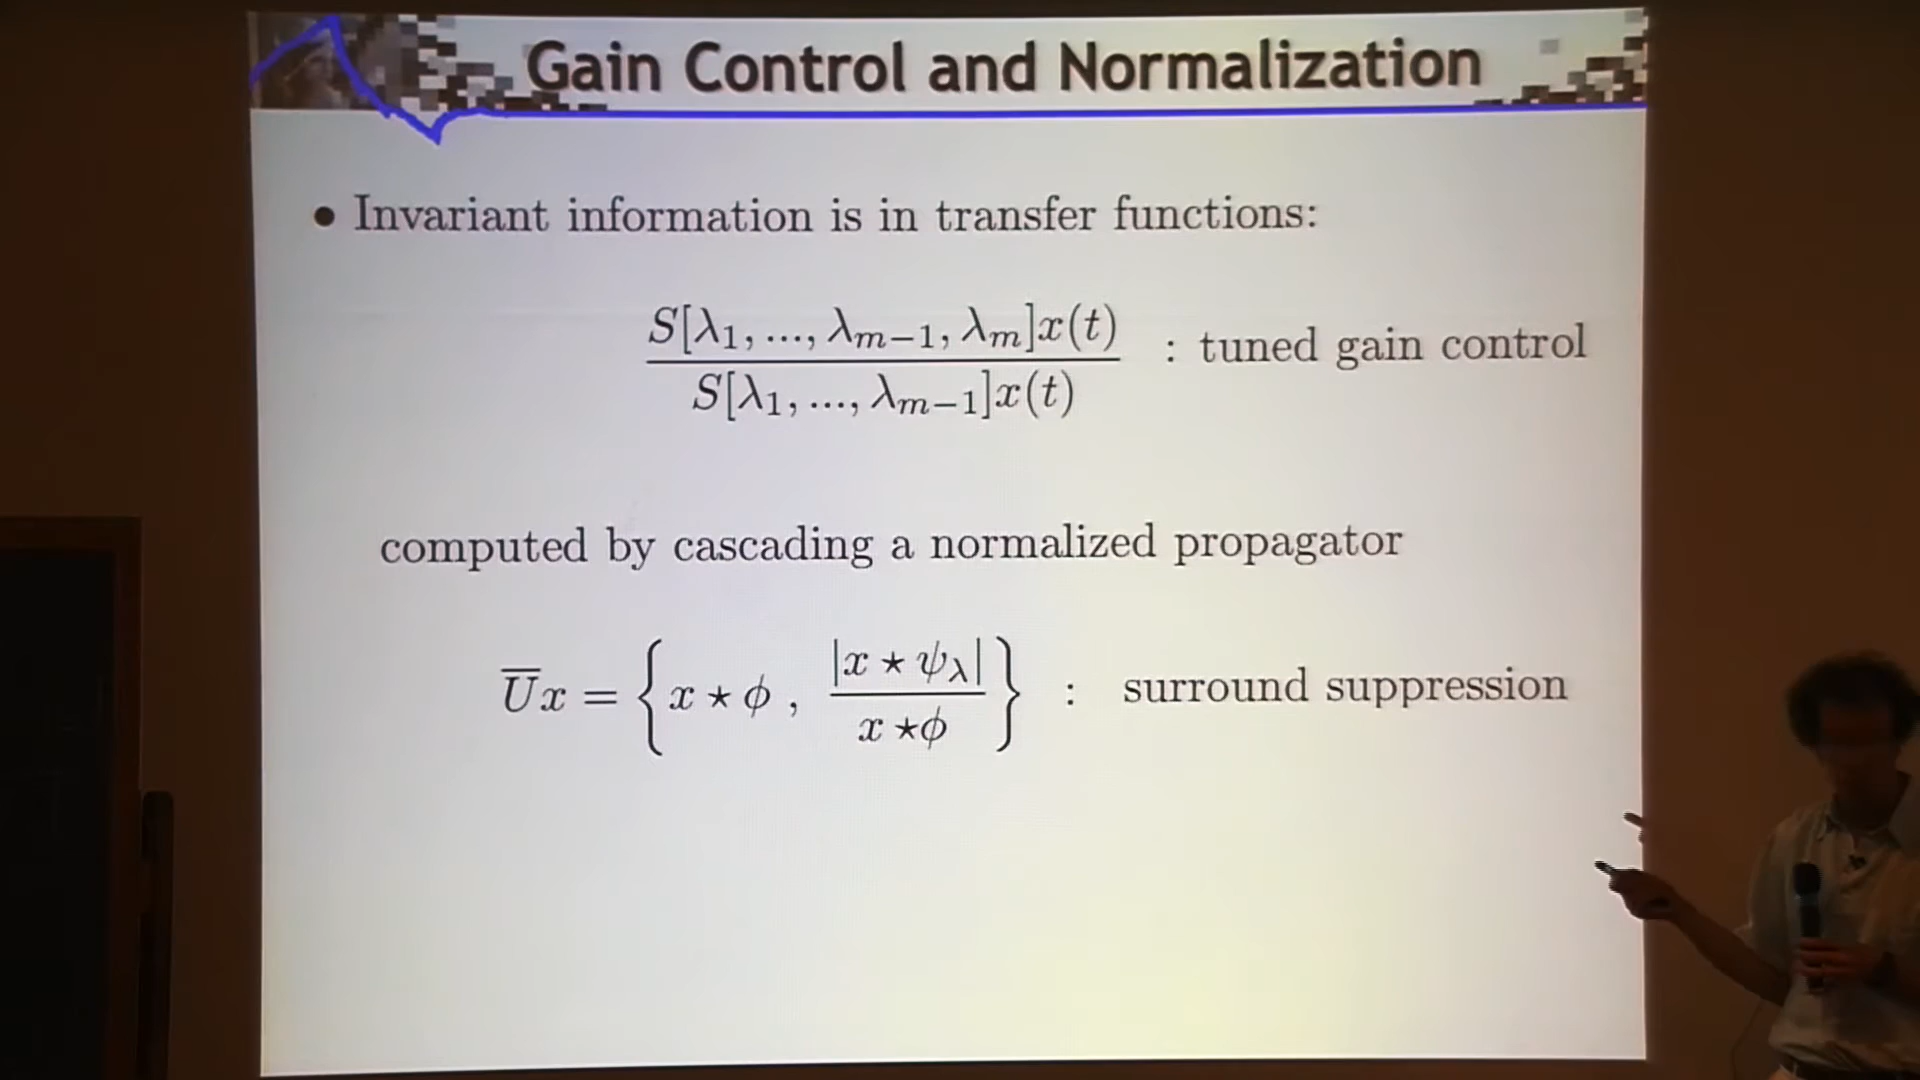 Gain Control and Normalization
• Invariant information is in transfer functions:
S[λ₁, ..., λₘ₋₁, λₘ]x(t)
S[λ₁, ..., λₘ₋₁]x(t)
: tuned gain control
computed by cascading a normalized propagator
U̅x = { x ⋆ φ , |x ⋆ ψ_λ| / x ⋆ φ } : surround suppression